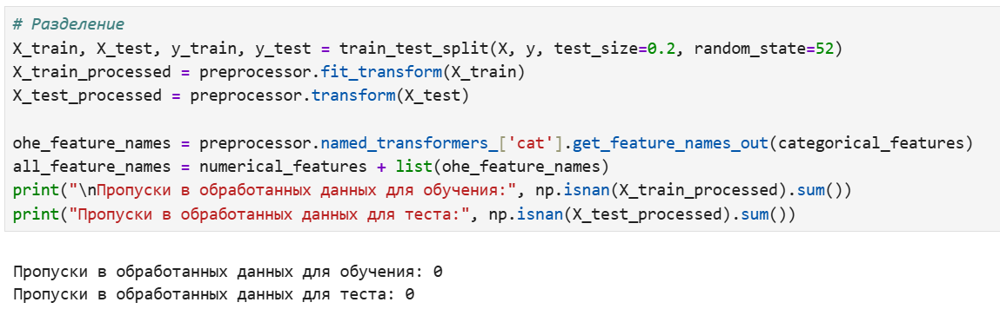 # Разделение
X_train, X_test, y_train, y_test = train_test_split(X, y, test_size=0.2, random_state=52)
X_train_processed = preprocessor.fit_transform(X_train)
X_test_processed = preprocessor.transform(X_test)
ohe_feature_names = preprocessor.named_transformers_['cat'].get_feature_names_out(categorical_features)
all_feature_names = numerical_features + list(ohe_feature_names)
print("\nПропуски в обработанных данных для обучения:", np.isnan(X_train_processed).sum())
print("Пропуски в обработанных данных для теста:", np.isnan(X_test_processed).sum())
Пропуски в обработанных данных для обучения: 0
Пропуски в обработанных данных для теста: 0